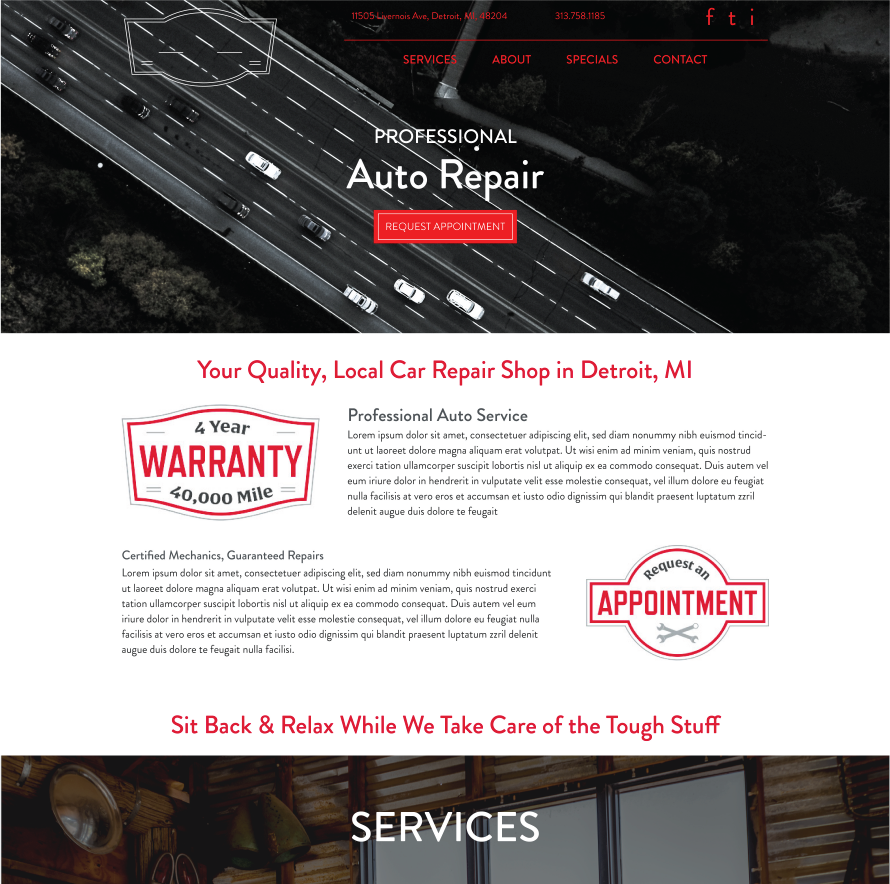 11505 Livernois Ave, Detroit, MI, 48204
313.758.1185
f t i
SERVICES ABOUT SPECIALS CONTACT
PROFESSIONAL
Auto Repair
REQUEST APPOINTMENT
Your Quality, Local Car Repair Shop in Detroit, MI
4 Year
WARRANTY
40,000 Mile
Professional Auto Service
Lorem ipsum dolor sit amet, consectetuer adipiscing elit, sed diam nonummy nibh euismod tincid-
unt ut laoreet dolore magna aliquam erat volutpat. Ut wisi enim ad minim veniam, quis nostrud
exerci tation ullamcorper suscipit lobortis nisl ut aliquip ex ea commodo consequat. Duis autem vel
eum iriure dolor in hendrerit in vulputate velit esse molestie consequat, vel illum dolore eu feugiat
nulla facilisis at vero eros et accumsan et iusto odio dignissim qui blandit praesent luptatum zzril
delenit augue duis dolore te feugait
Certified Mechanics, Guaranteed Repairs
Lorem ipsum dolor sit amet, consectetuer adipiscing elit, sed diam nonummy nibh euismod tincidunt
ut laoreet dolore magna aliquam erat volutpat. Ut wisi enim ad minim veniam, quis nostrud exerci
tation ullamcorper suscipit lobortis nisl ut aliquip ex ea commodo consequat. Duis autem vel eum
iriure dolor in hendrerit in vulputate velit esse molestie consequat, vel illum dolore eu feugiat nulla
facilisis at vero eros et accumsan et iusto odio dignissim qui blandit praesent luptatum zzril delenit
augue duis dolore te feugait nulla facilisi.
Request an
APPOINTMENT
Sit Back & Relax While We Take Care of the Tough Stuff
SERVICES